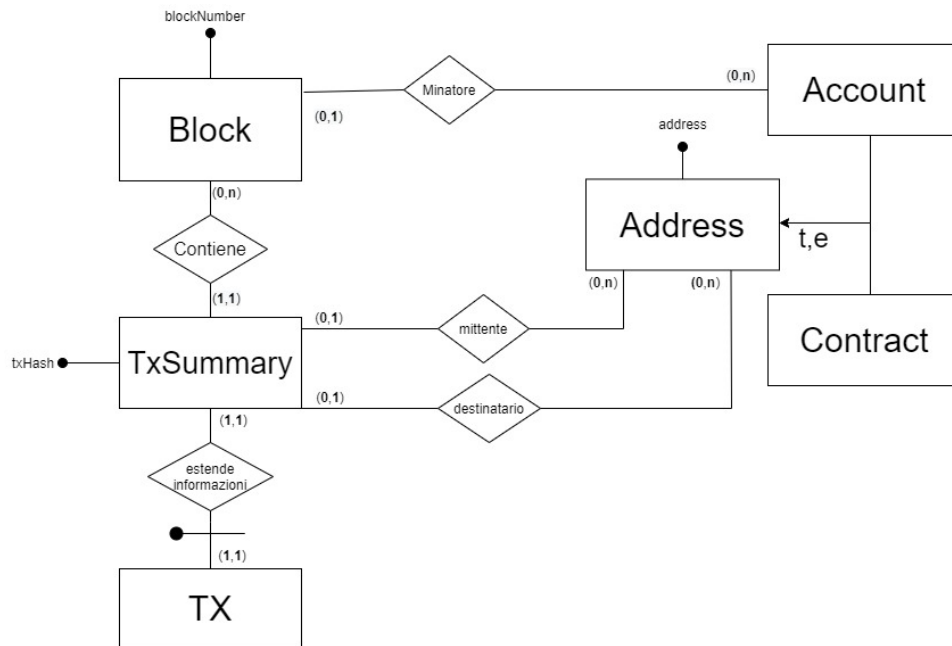 blockNumber
Block
(0,1)
Minatore
(0,n)
Account
address
Address
t,e
(0,n)
Contiene
(1,1)
(0,n)
(0,n)
Contract
txHash
TxSummary
(0,1)
mittente
(0,1)
destinatario
(1,1)
estende
informazioni
(1,1)
TX